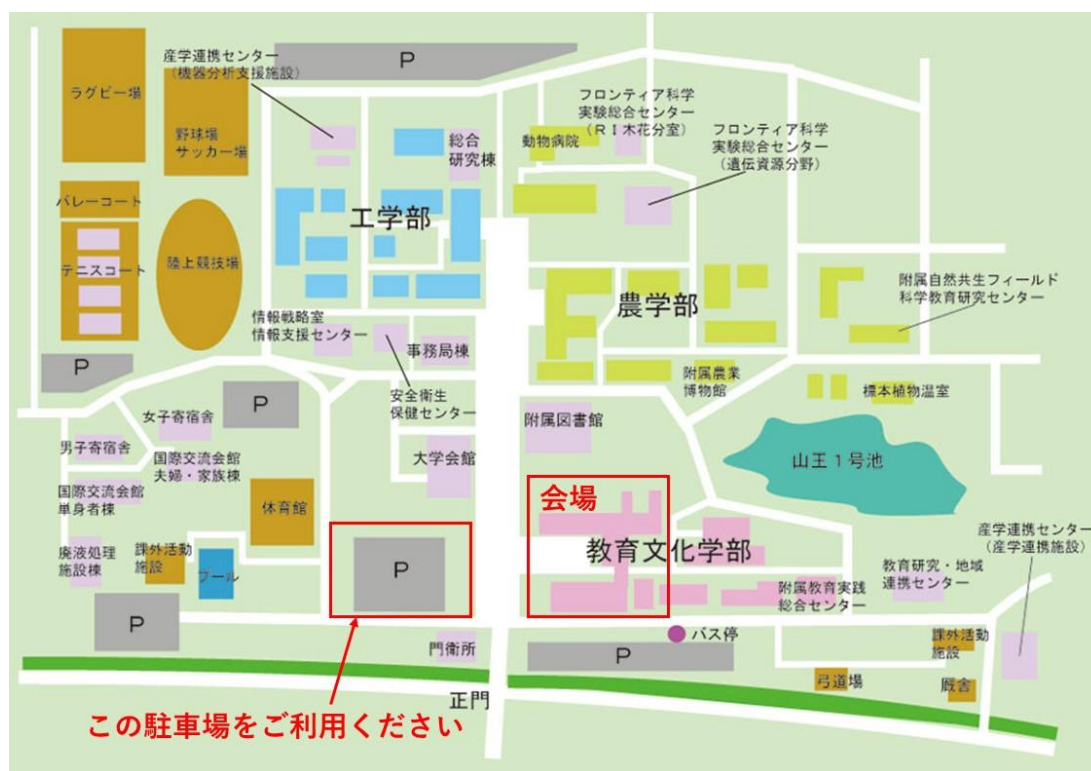 ラグビー場
野球場
サッカー場
産学連携センター
（機器分析支援施設）
P
総合
研究棟
動物病院
フロンティア科学
実験総合センター
（ＲＩ木花分室）
フロンティア科学
実験総合センター
（遺伝資源分野）
バレーコート
テニスコート
陸上競技場
工学部
農学部
附属自然共生フィールド
科学教育研究センター
情報戦略室
情報支援センター
事務局棟
安全衛生
保健センター
P
P
附属農業
博物館
標本植物温室
女子寄宿舎
男子寄宿舎
国際交流会館
夫婦・家族棟
国際交流会館
単身者棟
附属図書館
大学会館
山王１号池
体育館
会場
教育文化学部
廃液処理
施設棟
課外活動
施設
プール
P
P
附属教育実践
総合センター
教育研究・地域
連携センター
産学連携センター
（産学連携施設）
門衛所
バス停
P
課外活動
施設
弓道場
厩舎
正門
この駐車場をご利用ください